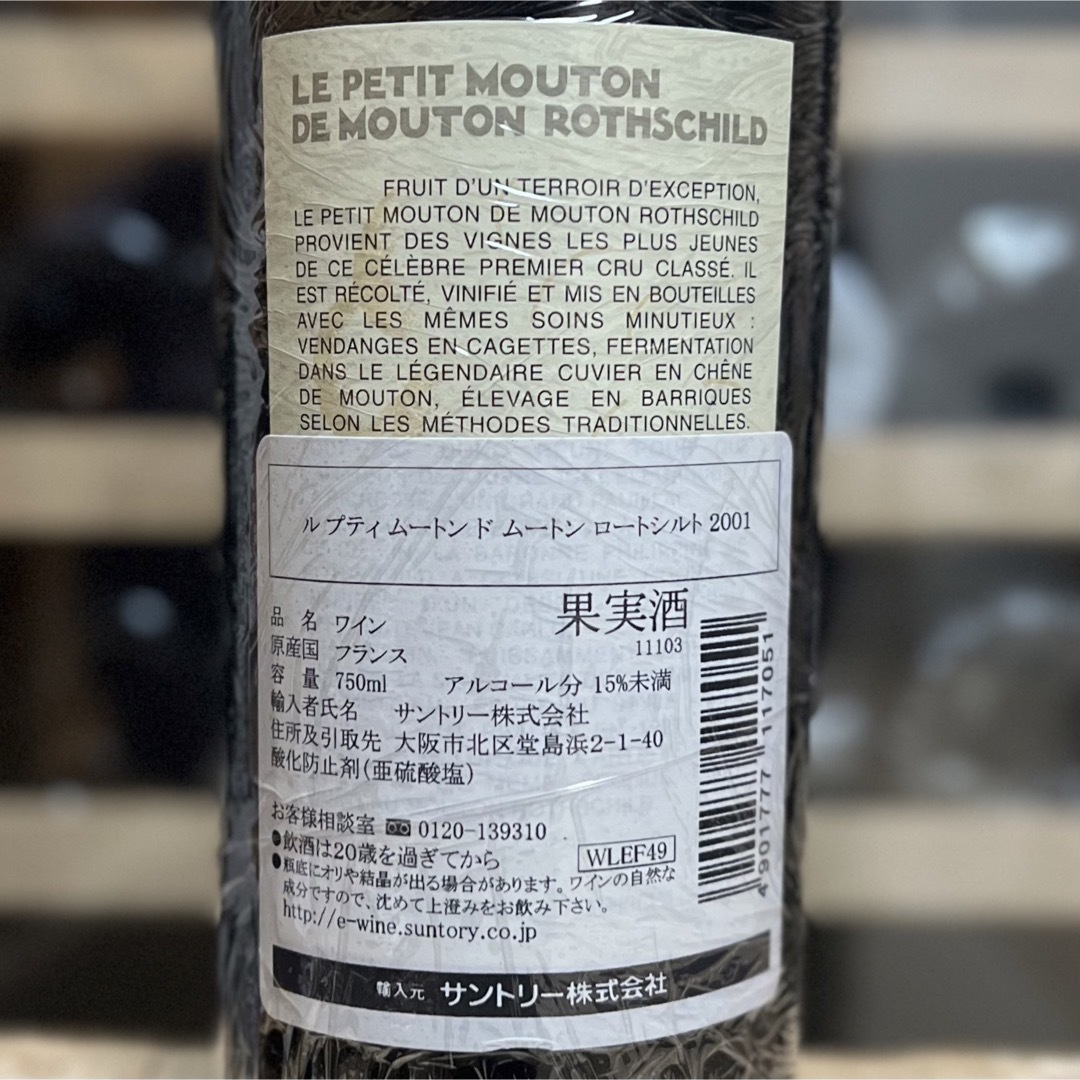 LE PETIT MOUTON
DE MOUTON ROTHSCHILD
FRUIT D'UN TERROIR D'EXCEPTION,
LE PETIT MOUTON DE MOUTON ROTHSCHILD
PROVIENT DES VIGNES LES PLUS JEUNES
DE CE CÉLÈBRE PREMIER CRU CLASSÉ. IL
EST RÉCOLTÉ, VINIFIÉ ET MIS EN BOUTEILLES
AVEC LES MÊMES SOINS MINUTIEUX :
VENDANGES EN CAGETTES, FERMENTATION
DANS LE LÉGENDAIRE CUVIER EN CHÊNE
DE MOUTON, ÉLEVAGE EN BARRIQUES
SELON LES MÉTHODES TRADITIONNELLES.
ル プティ ムートン ド ムートン ロートシルト 2001
品名 ワイン 果実酒
原産国 フランス 11103
容量 750ml アルコール分 15%未満
輸入者氏名 サントリー株式会社
住所及引取先 大阪市北区堂島浜2-1-40
酸化防止剤(亜硫酸塩)
お客様相談室 0120-139310
●飲酒は20歳を過ぎてから WLEF49
●瓶底にオリや結晶が出る場合があります。ワインの自然な
成分ですので、沈めて上澄みをお飲み下さい。
http://e-wine.suntory.co.jp
輸入元 サントリー株式会社
4 901777 117051